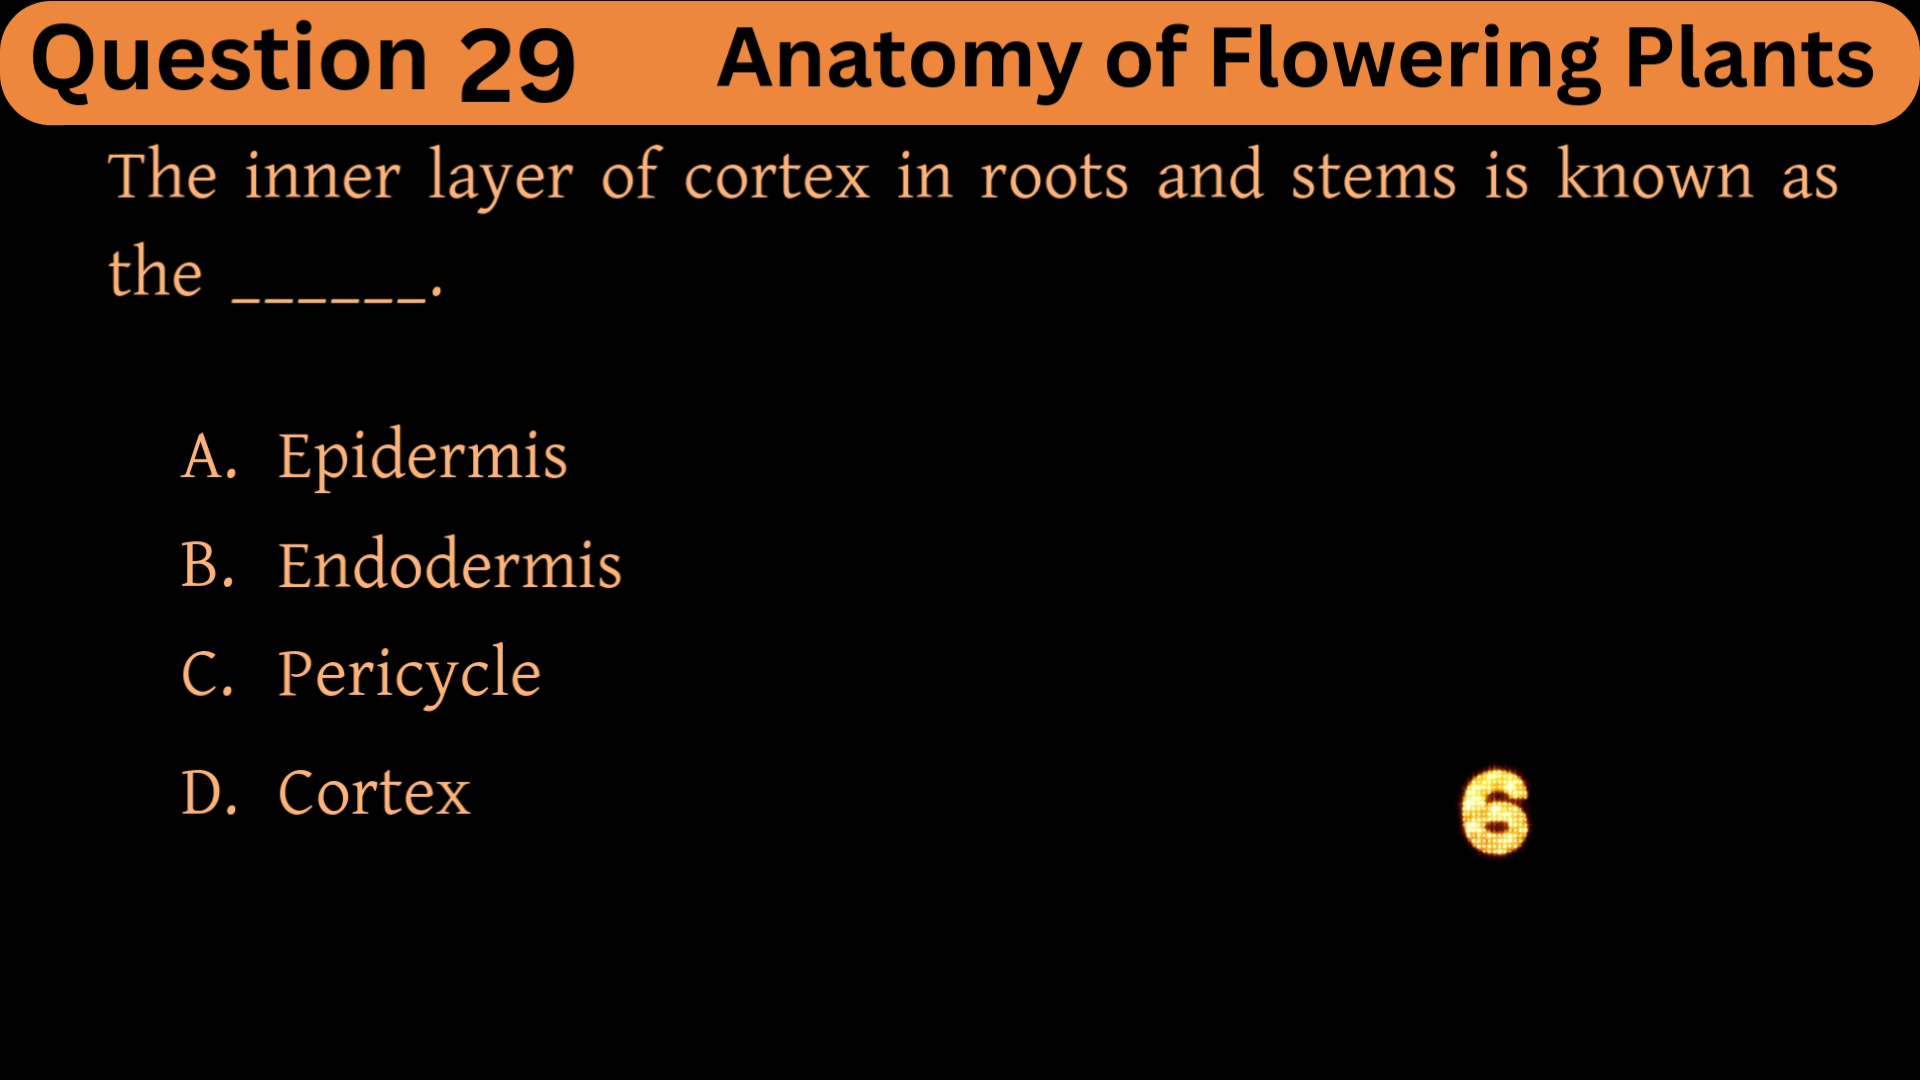 Question 29 Anatomy of Flowering Plants
The inner layer of cortex in roots and stems is known as
the ______.
A. Epidermis
B. Endodermis
C. Pericycle
D. Cortex
6